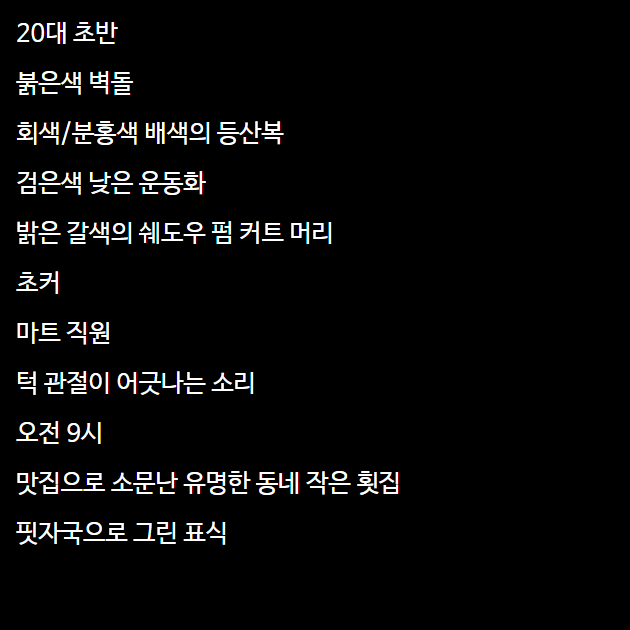 20대 초반
붉은색 벽돌
회색/분홍색 배색의 등산복
검은색 낮은 운동화
밝은 갈색의 쉐도우 펌 커트 머리
초커
마트 직원
턱 관절이 어긋나는 소리
오전 9시
맛집으로 소문난 유명한 동네 작은 횟집
핏자국으로 그린 표식